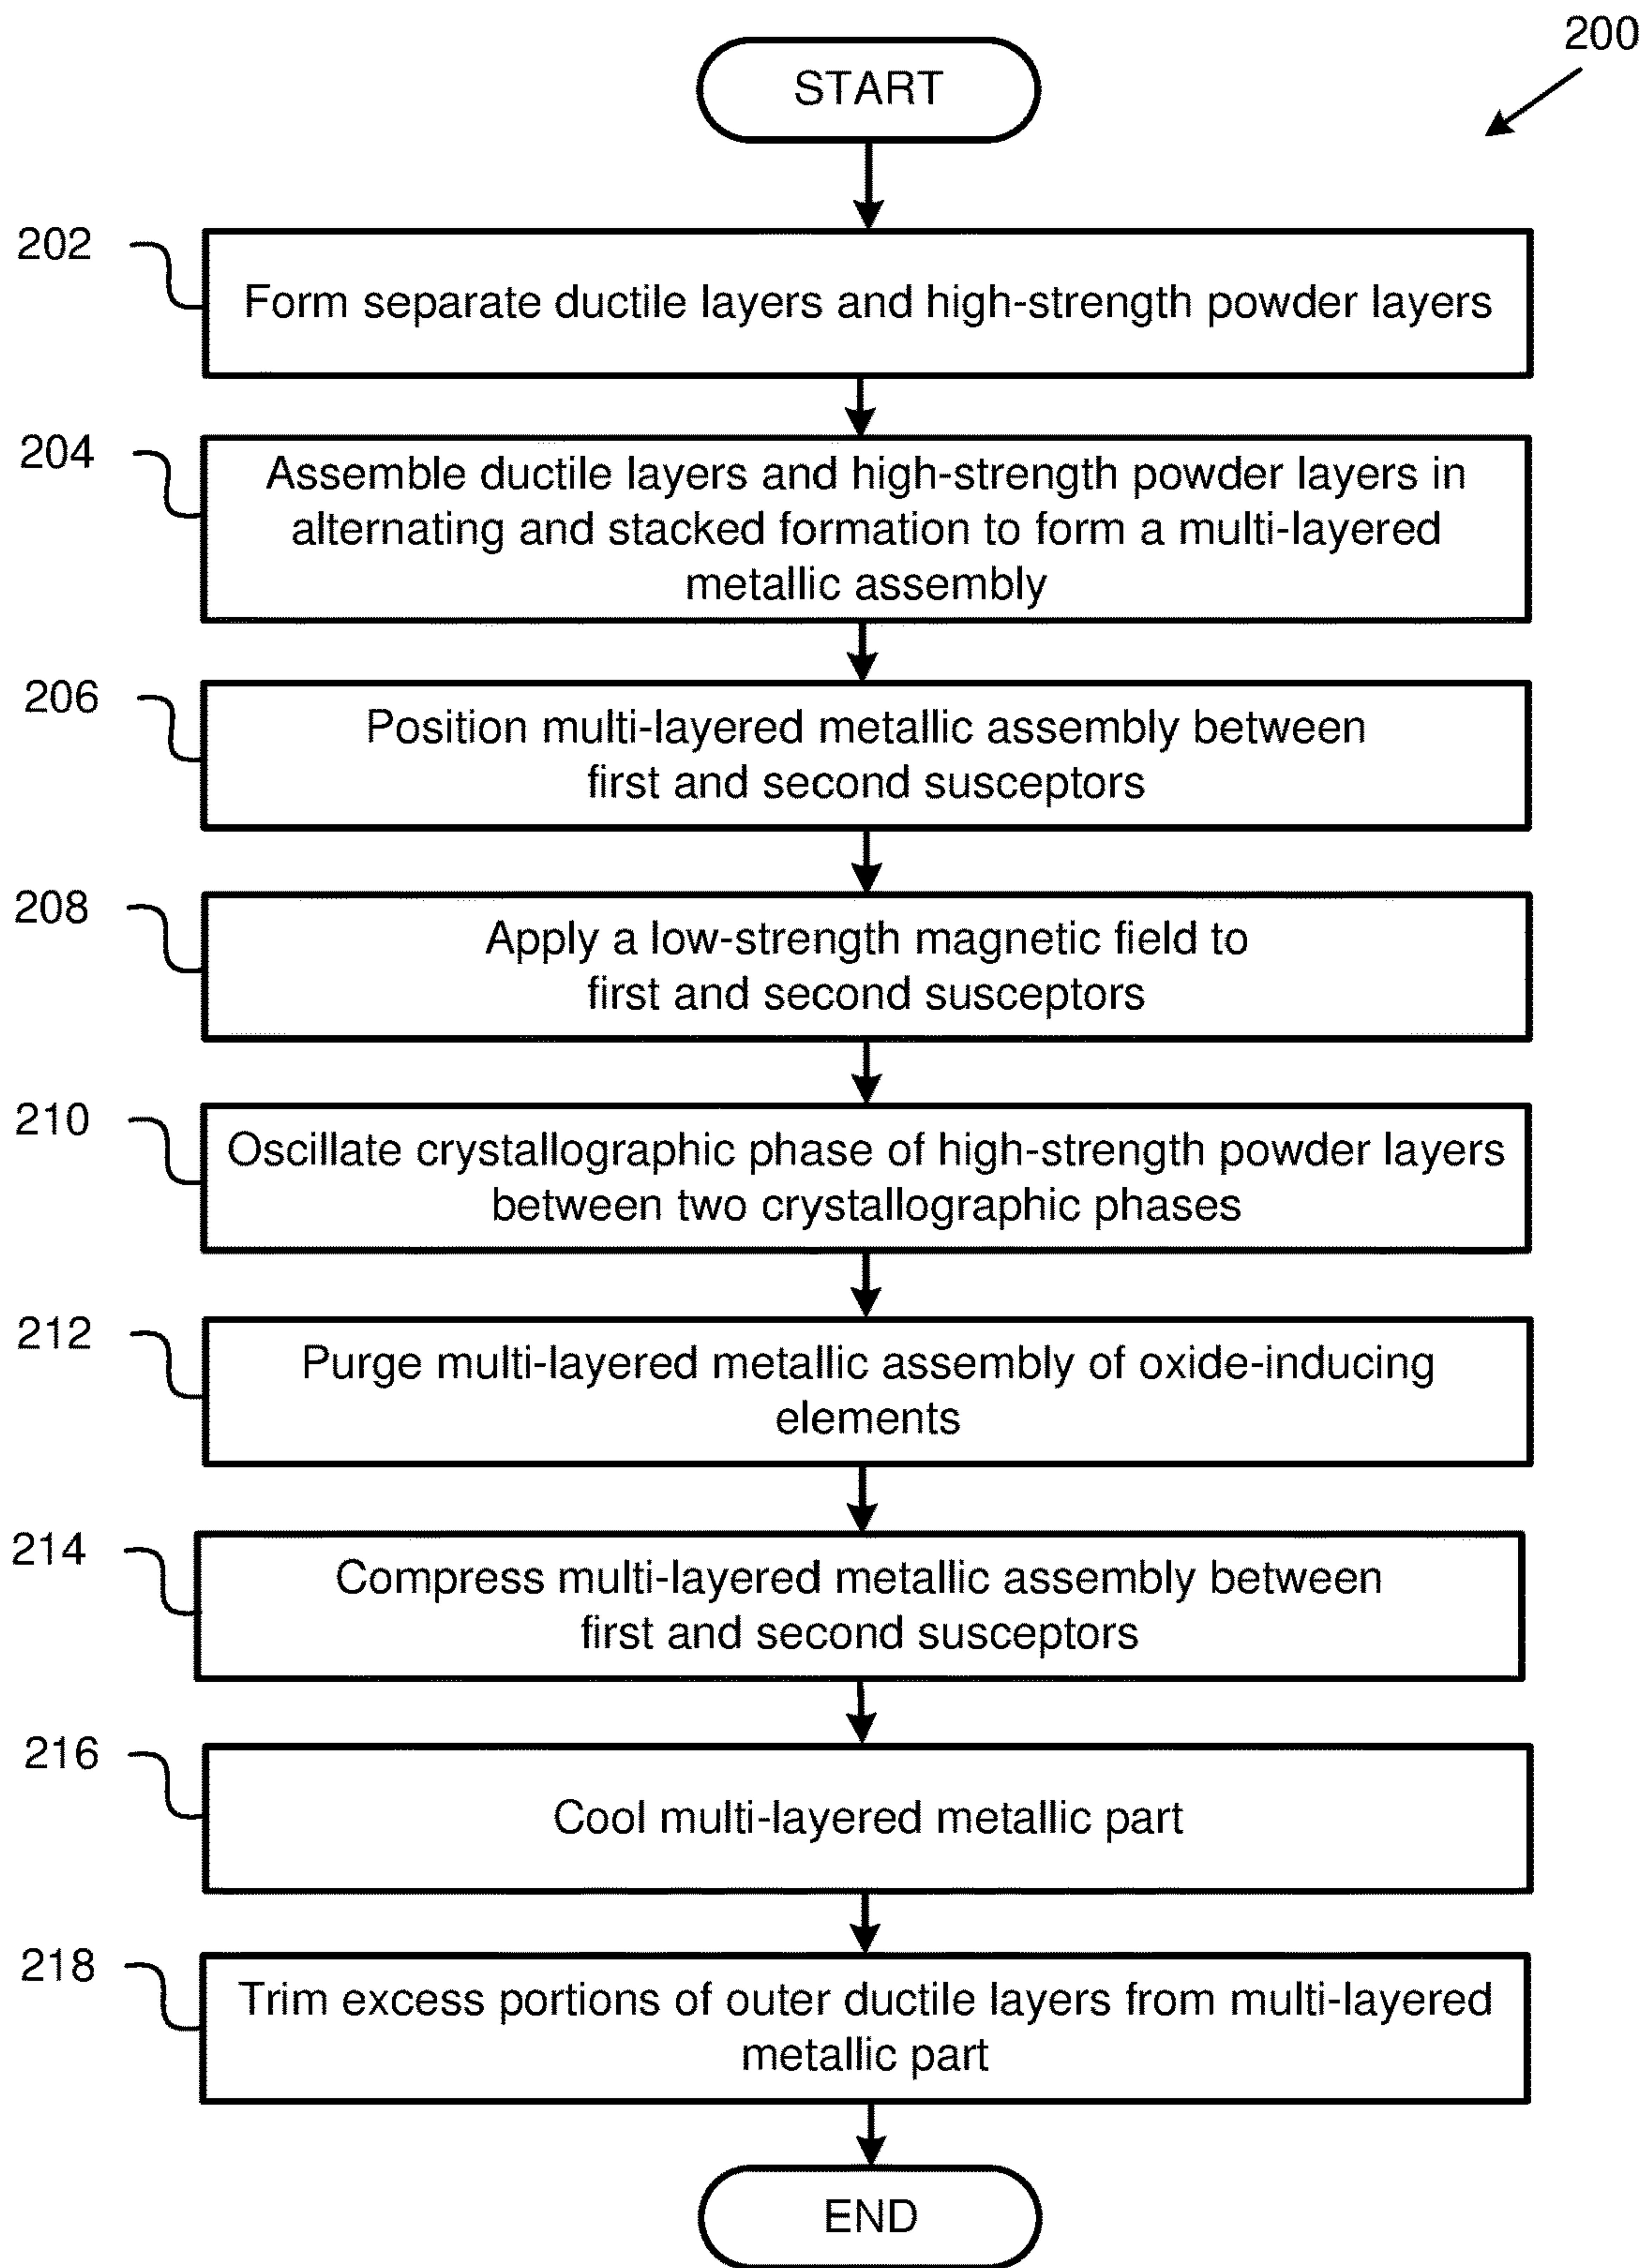 200
START
202
Form separate ductile layers and high-strength powder layers
204
Assemble ductile layers and high-strength powder layers in
alternating and stacked formation to form a multi-layered
metallic assembly
206
Position multi-layered metallic assembly between
first and second susceptors
208
Apply a low-strength magnetic field to
first and second susceptors
210
Oscillate crystallographic phase of high-strength powder layers
between two crystallographic phases
212
Purge multi-layered metallic assembly of oxide-inducing
elements
214
Compress multi-layered metallic assembly between
first and second susceptors
216
Cool multi-layered metallic part
218
Trim excess portions of outer ductile layers from multi-layered
metallic part
END